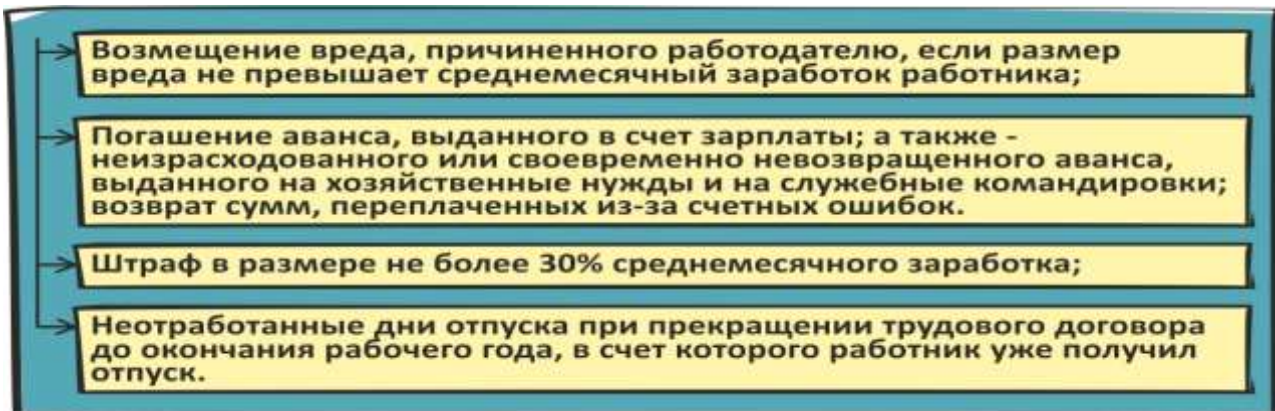 Возмещение вреда, причиненного работодателю, если размер
вреда не превышает среднемесячный заработок работника;
Погашение аванса, выданного в счет зарплаты; а также -
неизрасходованного или своевременно невозвращенного аванса,
выданного на хозяйственные нужды и на служебные командировки;
возврат сумм, переплаченных из-за счетных ошибок.
Штраф в размере не более 30% среднемесячного заработка;
Неотработанные дни отпуска при прекращении трудового договора
до окончания рабочего года, в счет которого работник уже получил
отпуск.